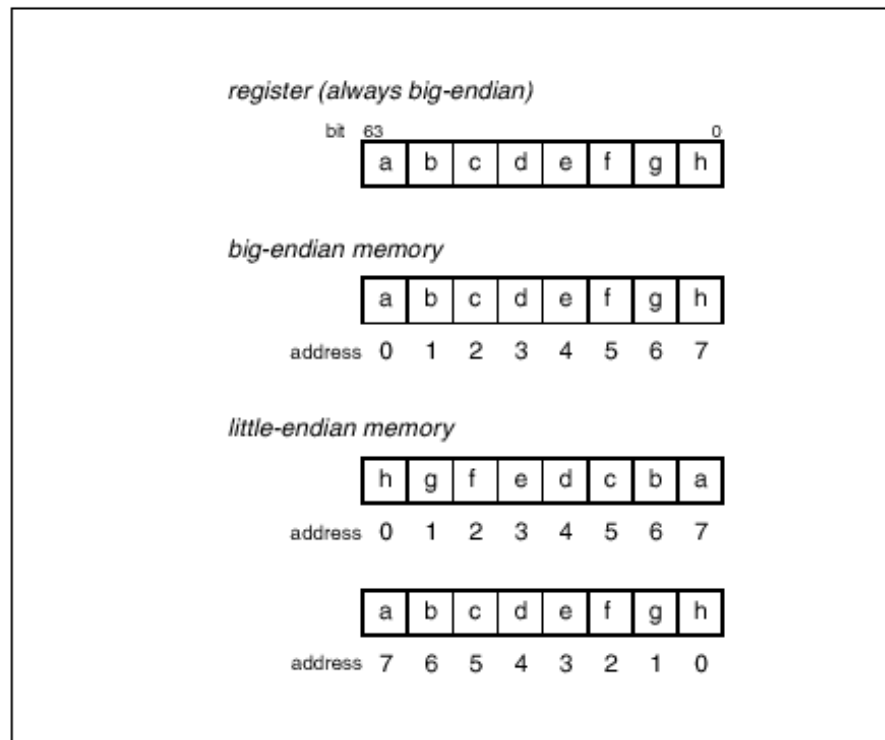 register (always big-endian)
bit 63 0
a b c d e f g h
big-endian memory
a b c d e f g h
address 0 1 2 3 4 5 6 7
little-endian memory
h g f e d c b a
address 0 1 2 3 4 5 6 7
a b c d e f g h
address 7 6 5 4 3 2 1 0